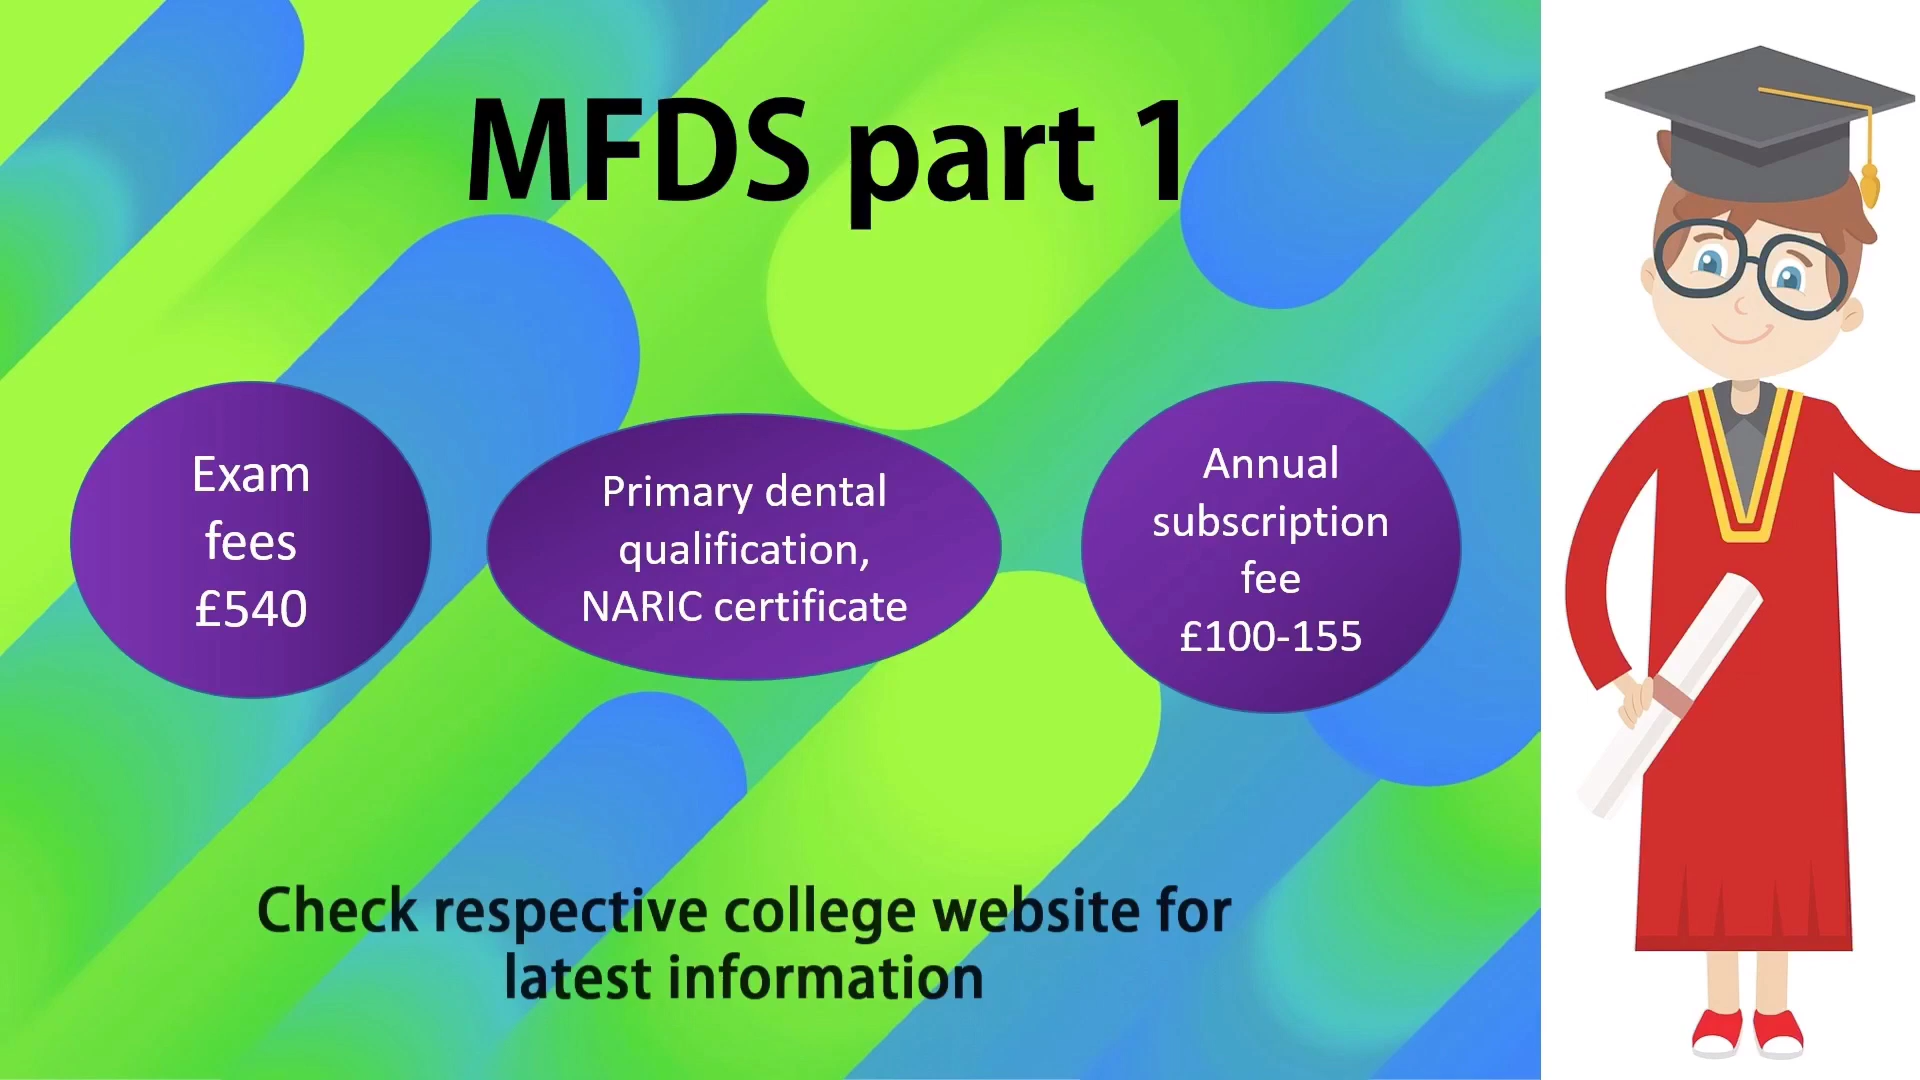 MFDS part 1
Exam
fees
£540
Primary dental
qualification,
NARIC certificate
Annual
subscription
fee
£100-155
Check respective college website for
latest information